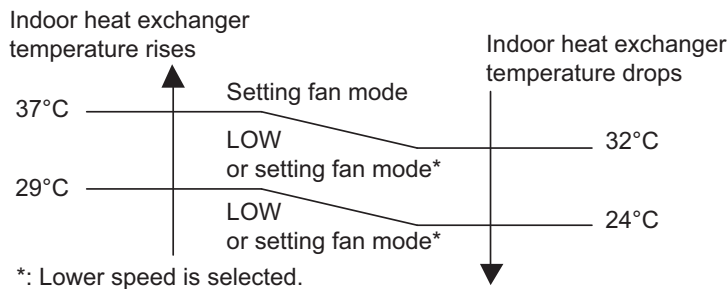 Indoor heat exchanger
temperature rises
Indoor heat exchanger
temperature drops
37°C
Setting fan mode
LOW
or setting fan mode*
32°C
29°C
LOW
or setting fan mode*
24°C
*: Lower speed is selected.